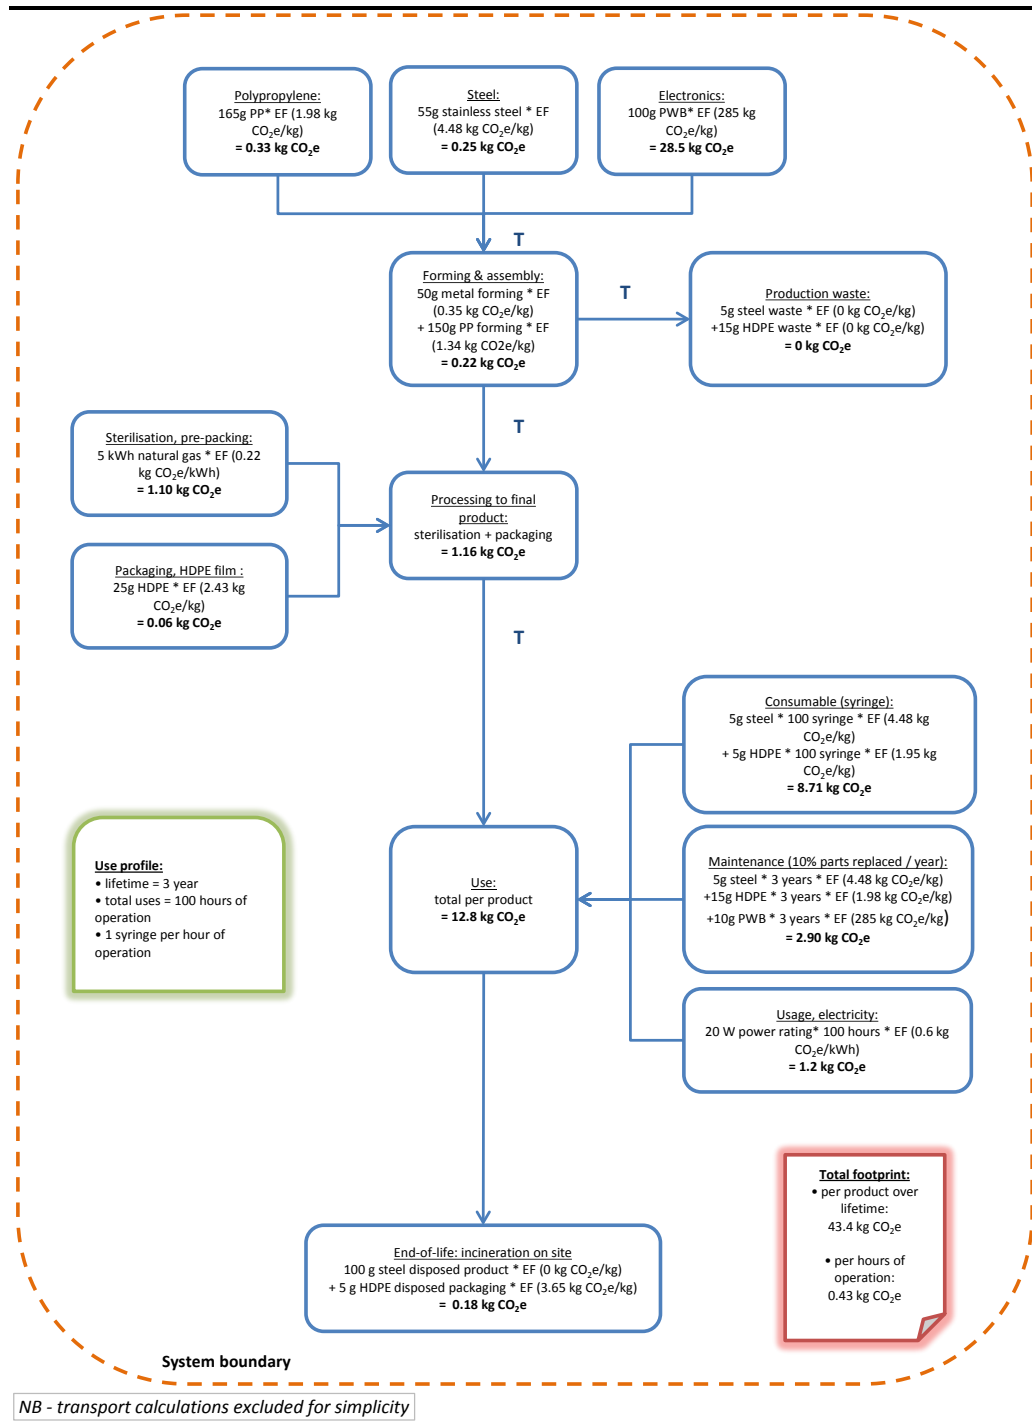 Polypropylene:
165g PP* EF (1.98 kg
CO₂e/kg)
= 0.33 kg CO₂e
Steel:
55g stainless steel * EF
(4.48 kg CO₂e/kg)
= 0.25 kg CO₂e
Electronics:
100g PWB* EF (285 kg
CO₂e/kg)
= 28.5 kg CO₂e
T
Forming & assembly:
50g metal forming * EF
(0.35 kg CO₂e/kg)
+ 150g PP forming * EF
(1.34 kg CO2e/kg)
= 0.22 kg CO₂e
T
Production waste:
5g steel waste * EF (0 kg CO₂e/kg)
+15g HDPE waste * EF (0 kg CO₂e/kg)
= 0 kg CO₂e
T
Sterilisation, pre-packing:
5 kWh natural gas * EF (0.22
kg CO₂e/kWh)
= 1.10 kg CO₂e
Processing to final
product:
sterilisation + packaging
= 1.16 kg CO₂e
Packaging, HDPE film :
25g HDPE * EF (2.43 kg
CO₂e/kg)
= 0.06 kg CO₂e
T
Consumable (syringe):
5g steel * 100 syringe * EF (4.48 kg
CO₂e/kg)
+ 5g HDPE * 100 syringe * EF (1.95 kg
CO₂e/kg)
= 8.71 kg CO₂e
Use profile:
• lifetime = 3 year
• total uses = 100 hours of
operation
• 1 syringe per hour of
operation
Use:
total per product
= 12.8 kg CO₂e
Maintenance (10% parts replaced / year):
5g steel * 3 years * EF (4.48 kg CO₂e/kg)
+15g HDPE * 3 years * EF (1.98 kg CO₂e/kg)
+10g PWB * 3 years * EF (285 kg CO₂e/kg)
= 2.90 kg CO₂e
Usage, electricity:
20 W power rating* 100 hours * EF (0.6 kg
CO₂e/kWh)
= 1.2 kg CO₂e
Total footprint:
• per product over
lifetime:
43.4 kg CO₂e
• per hours of
operation:
0.43 kg CO₂e
End-of-life: incineration on site
100 g steel disposed product * EF (0 kg CO₂e/kg)
+ 5 g HDPE disposed packaging * EF (3.65 kg CO₂e/kg)
= 0.18 kg CO₂e
System boundary
NB - transport calculations excluded for simplicity